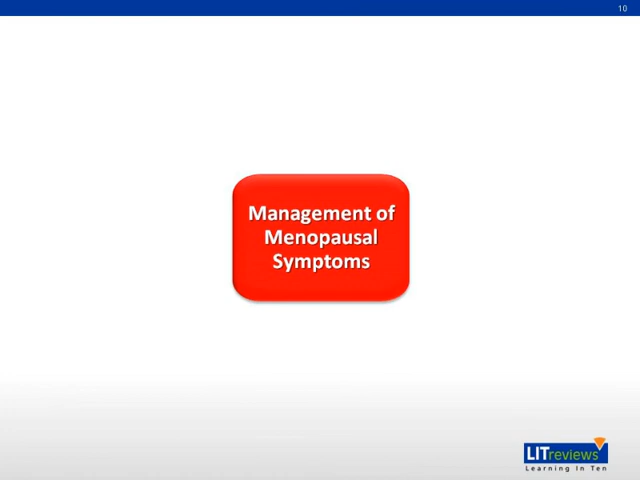 10
Management of
Menopausal
Symptoms
LITreviews
Learning In Ten